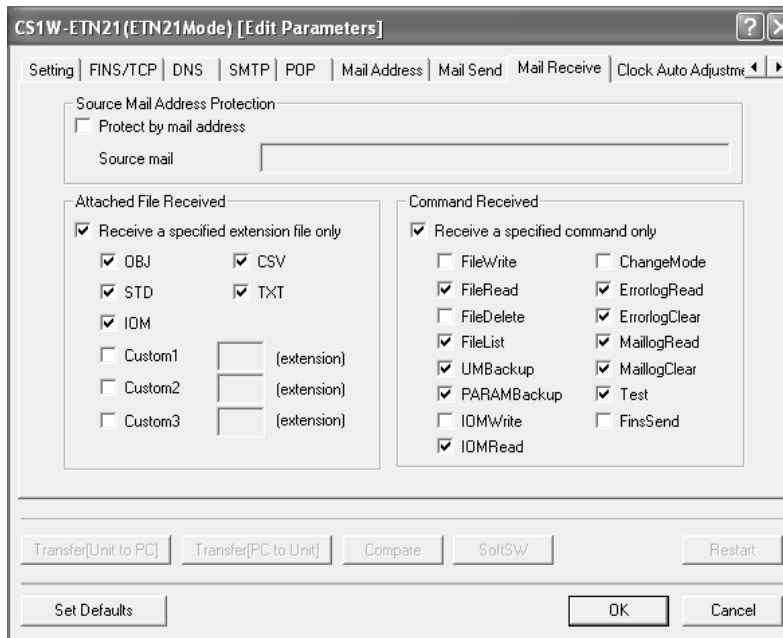 CS1W-ETN21(ETN21Mode) [Edit Parameters]
Setting FINS/TCP DNS SMTP POP Mail Address Mail Send Mail Receive Clock Auto Adjustme
Source Mail Address Protection
Protect by mail address
Source mail
Attached File Received
Receive a specified extension file only
OBJ CSV
STD TXT
IOM
Custom1 (extension)
Custom2 (extension)
Custom3 (extension)
Command Received
Receive a specified command only
FileWrite ChangeMode
FileRead ErrorlogRead
FileDelete ErrorlogClear
FileList MaillogRead
UMBackup MaillogClear
PARAMBackup Test
IOMWrite FinsSend
IOMRead
Transfer[Unit to PC] Transfer[PC to Unit] Compare SoftSW Restart
Set Defaults OK Cancel